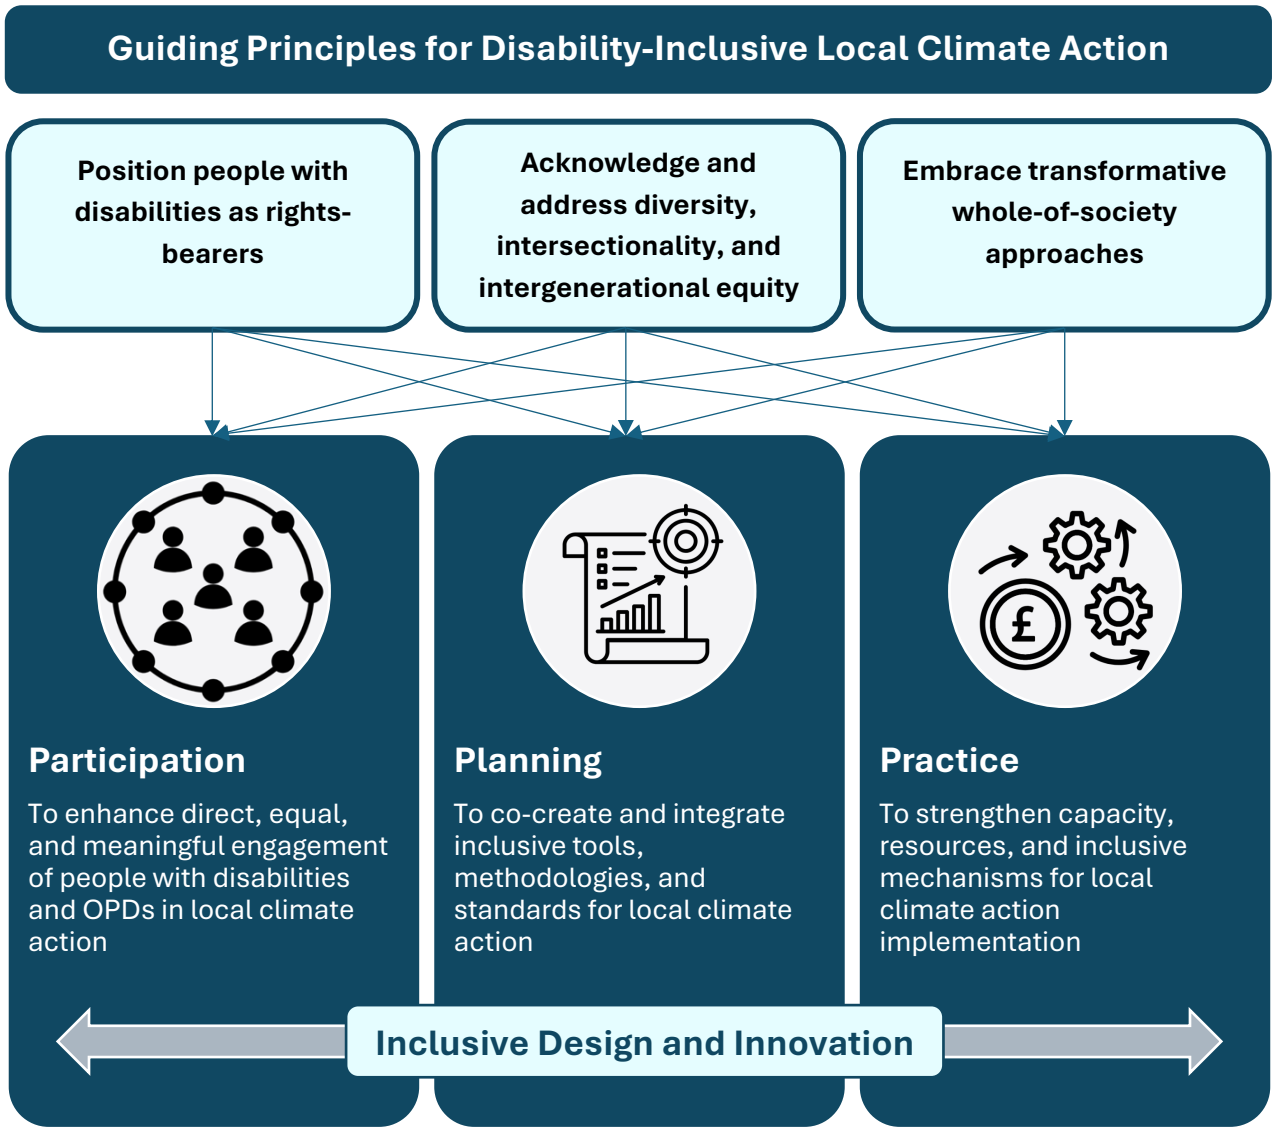 Guiding Principles for Disability-Inclusive Local Climate Action
Position people with
disabilities as rights-
bearers
Acknowledge and
address diversity,
intersectionality, and
intergenerational equity
Embrace transformative
whole-of-society
approaches
£
Participation
To enhance direct, equal,
and meaningful engagement
of people with disabilities
and OPDs in local climate
action
Planning
To co-create and integrate
inclusive tools,
methodologies, and
standards for local climate
action
Practice
To strengthen capacity,
resources, and inclusive
mechanisms for local
climate action
implementation
Inclusive Design and Innovation